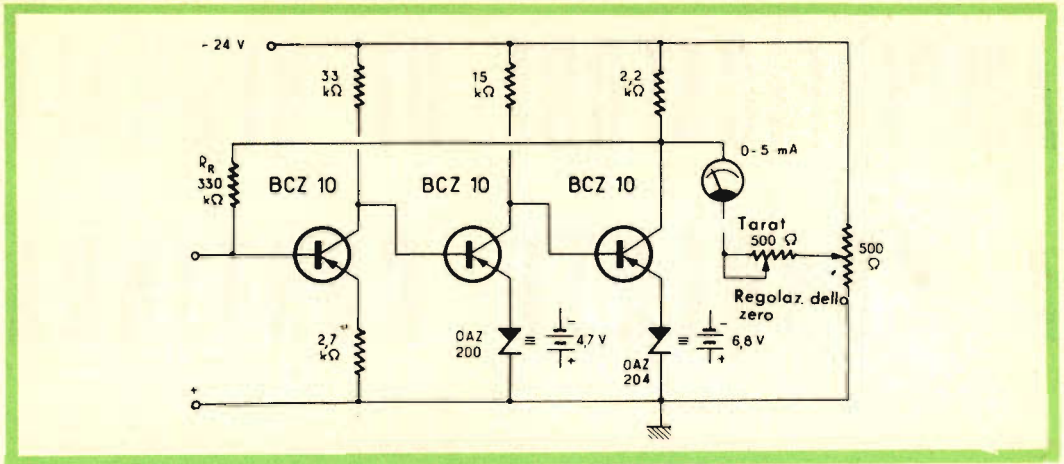 - 24 V
33
kΩ
15
kΩ
2,2
kΩ
0-5 mA
R_R
330
kΩ
BCZ 10
BCZ 10
BCZ 10
Tarat
500 Ω
500
Ω
Regolaz. dello
zero
2,7
kΩ
OAZ
200
≡
-
4,7 V
+
OAZ
204
≡
-
6,8 V
+
+